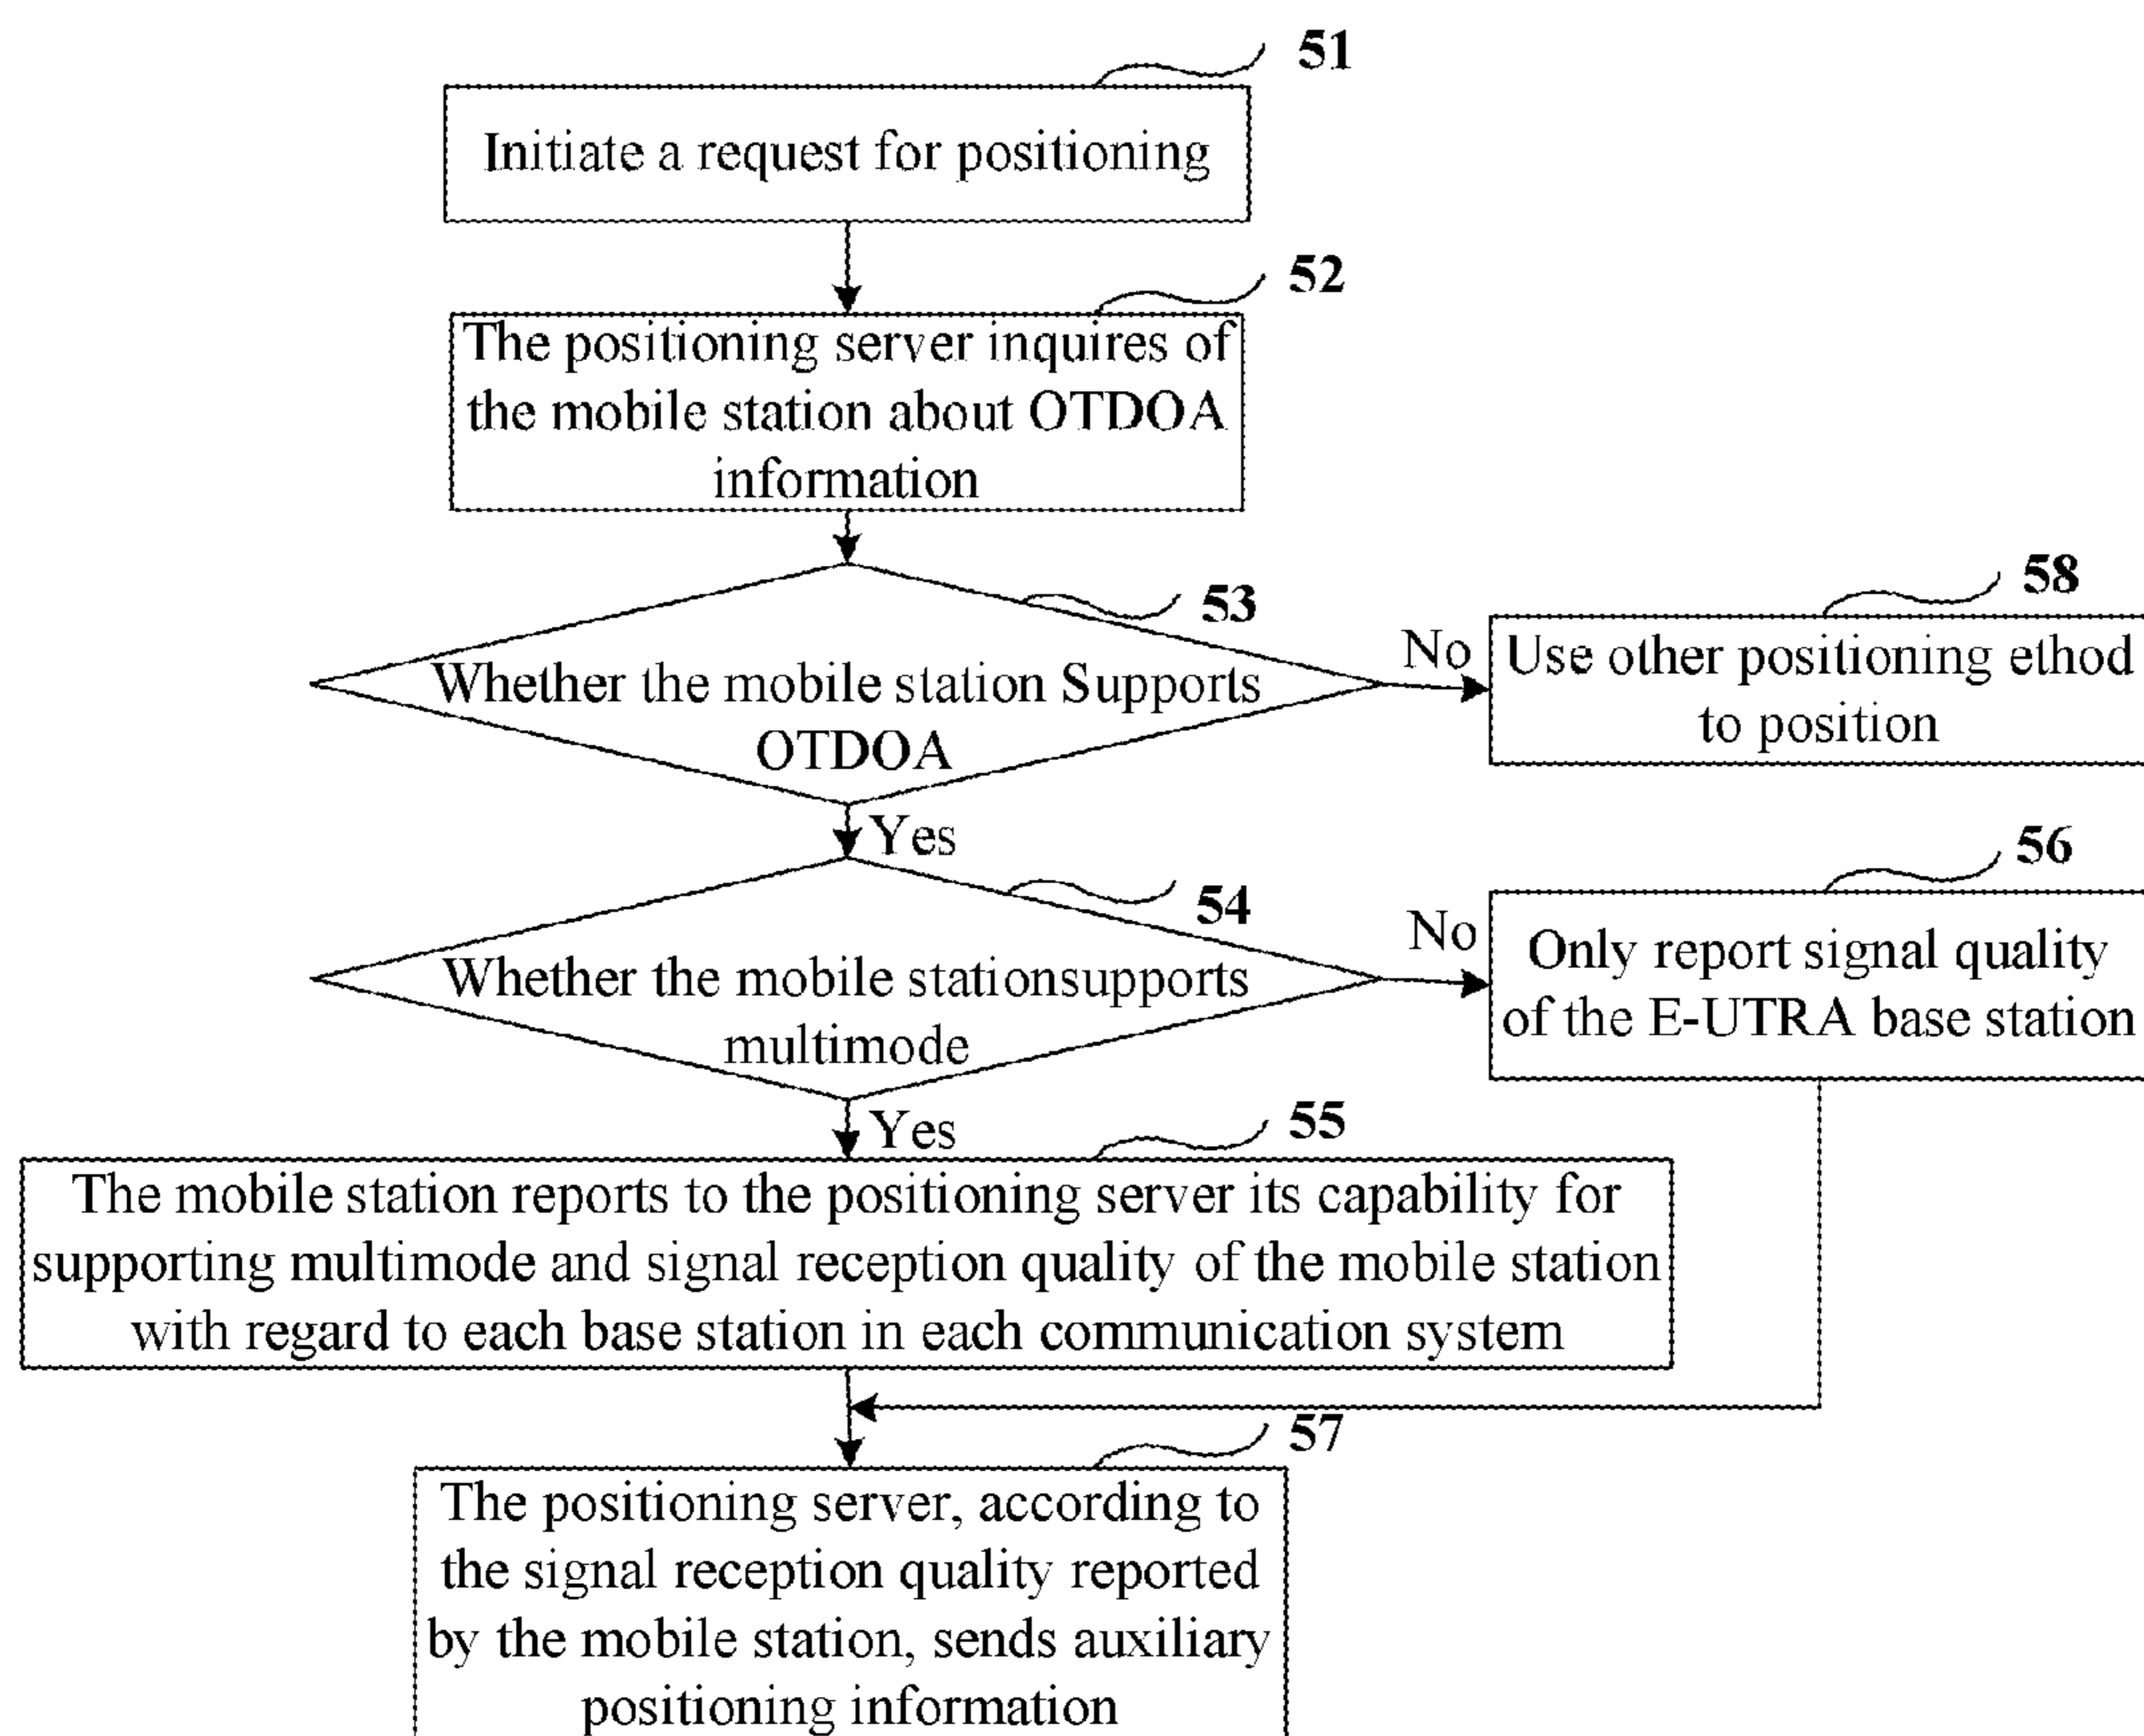 51
Initiate a request for positioning
52
The positioning server inquires of
the mobile station about OTDOA
information
53
Whether the mobile station Supports
OTDOA
No
58
Use other positioning ethod
to position
Yes
54
Whether the mobile stationsupports
multimode
No
56
Only report signal quality
of the E-UTRA base station
Yes
55
The mobile station reports to the positioning server its capability for
supporting multimode and signal reception quality of the mobile station
with regard to each base station in each communication system
57
The positioning server, according to
the signal reception quality reported
by the mobile station, sends auxiliary
positioning information